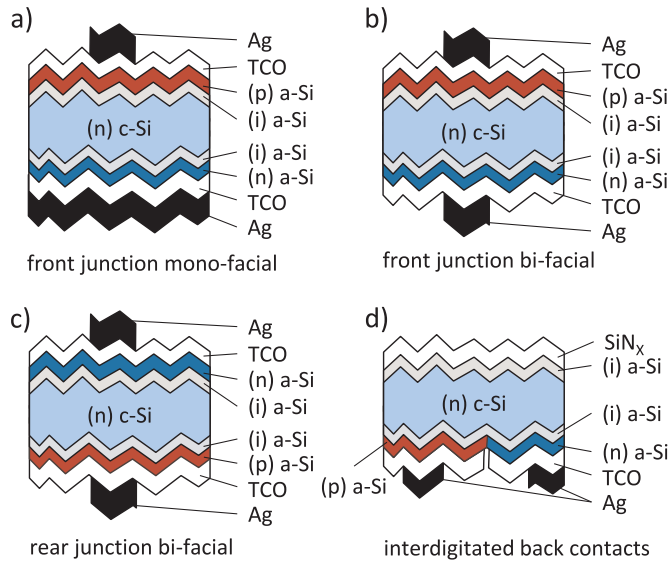 a)
Ag
TCO
(p) a-Si
(i) a-Si
(n) c-Si
(i) a-Si
(n) a-Si
TCO
Ag
front junction mono-facial
b)
Ag
TCO
(p) a-Si
(i) a-Si
(n) c-Si
(i) a-Si
(n) a-Si
TCO
Ag
front junction bi-facial
c)
Ag
TCO
(n) a-Si
(i) a-Si
(n) c-Si
(i) a-Si
(p) a-Si
TCO
Ag
rear junction bi-facial
d)
SiNX
(i) a-Si
(n) c-Si
(i) a-Si
(n) a-Si
TCO
(p) a-Si
Ag
interdigitated back contacts